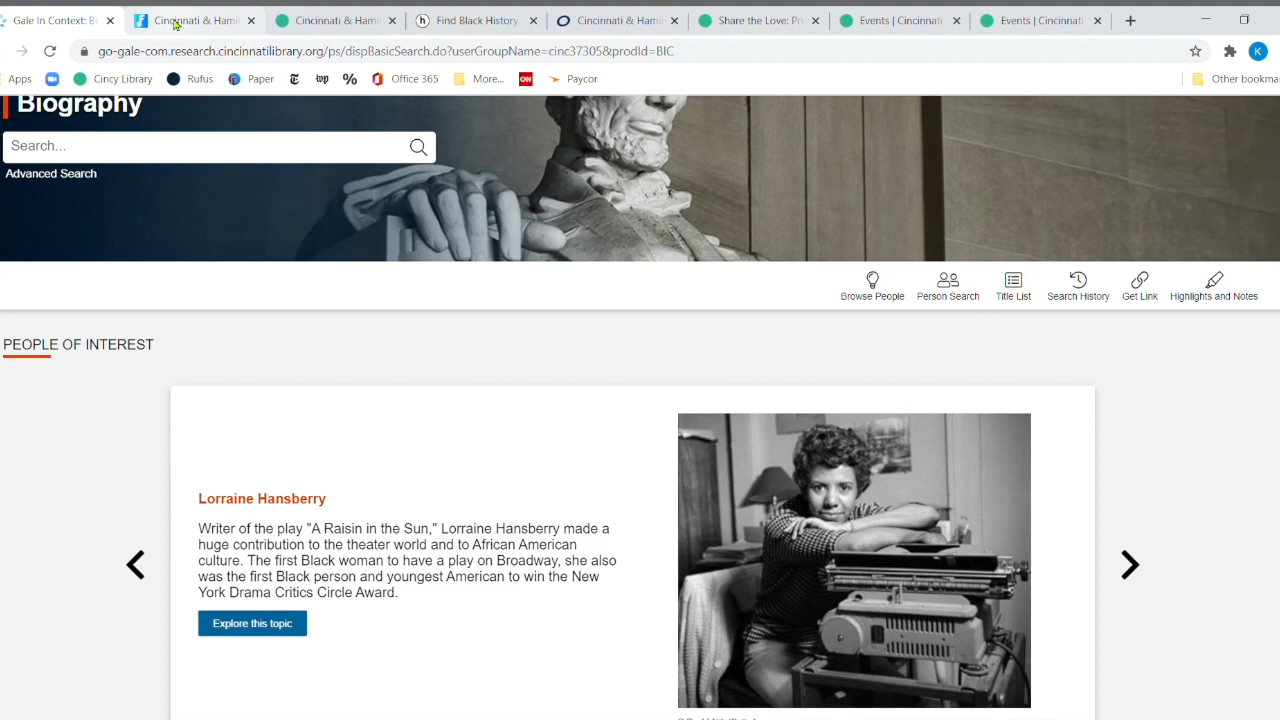 Gale In Context: Bi
Cincinnati & Hamil
Cincinnati & Hamil
Find Black History
Cincinnati & Hamil
Share the Love: Pr
Events | Cincinnati
Events | Cincinnati
go-gale-com.research.cincinnatilibrary.org/ps/dispBasicSearch.do?userGroupName=cinc37305&prodId=BIC
K
Apps
Cincy Library
Rufus
Paper
wp
Office 365
More...
CNN
Paycor
Other bookma
Biography
Search...
Advanced Search
Browse People
Person Search
Title List
Search History
Get Link
Highlights and Notes
PEOPLE OF INTEREST
Lorraine Hansberry
Writer of the play "A Raisin in the Sun," Lorraine Hansberry made a
huge contribution to the theater world and to African American
culture. The first Black woman to have a play on Broadway, she also
was the first Black person and youngest American to win the New
York Drama Critics Circle Award.
Explore this topic